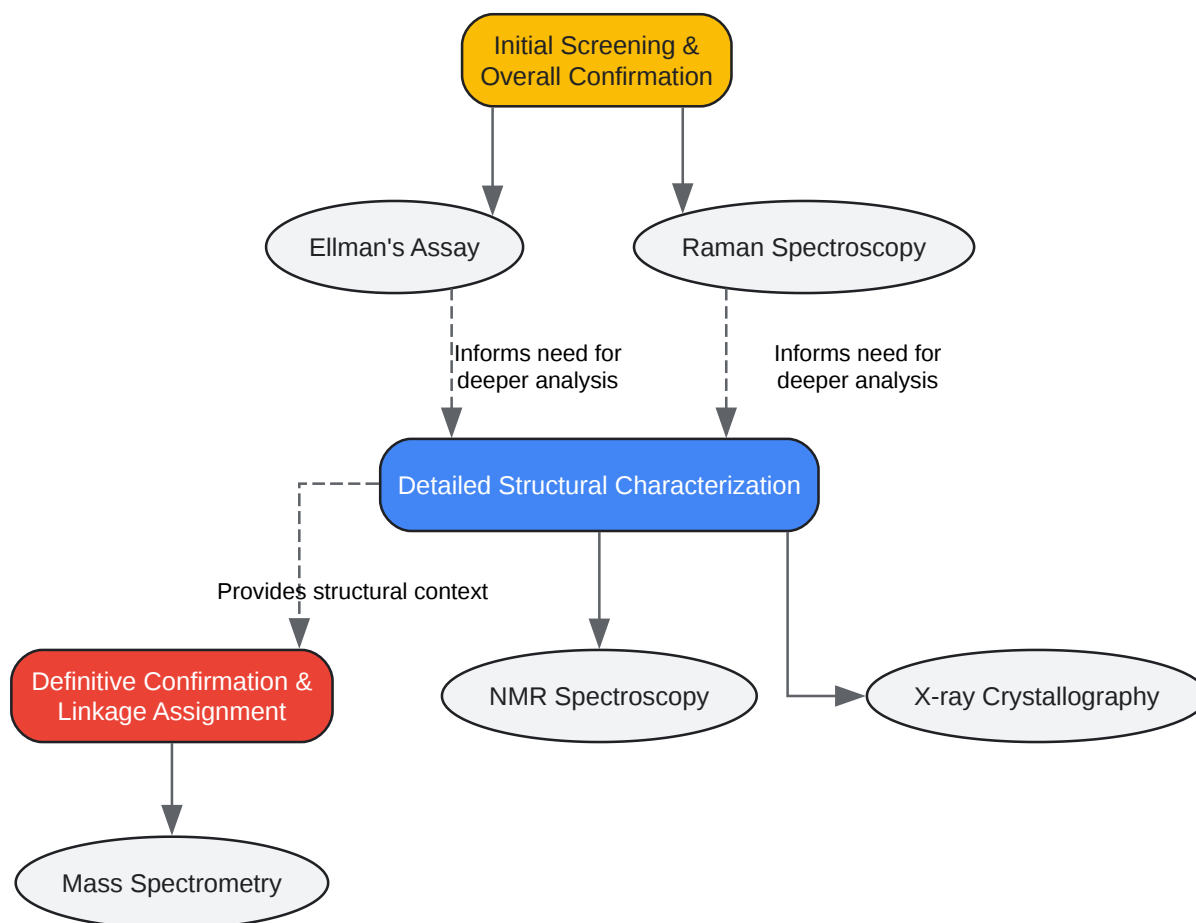 Initial Screening &
Overall Confirmation
Ellman's Assay
Raman Spectroscopy
Informs need for
deeper analysis
Informs need for
deeper analysis
Detailed Structural Characterization
Provides structural context
Definitive Confirmation &
Linkage Assignment
NMR Spectroscopy
X-ray Crystallography
Mass Spectrometry